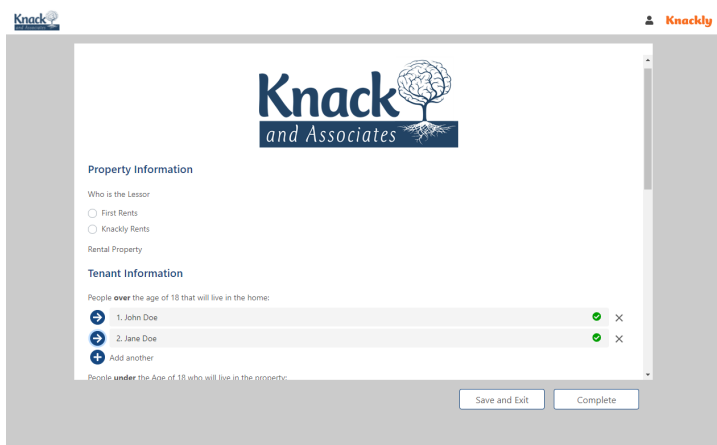 Knack
and Associates
Knackly
Knack
and Associates
Property Information
Who is the Lessor
First Rents
Knackly Rents
Rental Property
Tenant Information
People over the age of 18 that will live in the home:
1. John Doe
2. Jane Doe
Add another
People under the Age of 18 who will live in the property:
Save and Exit
Complete